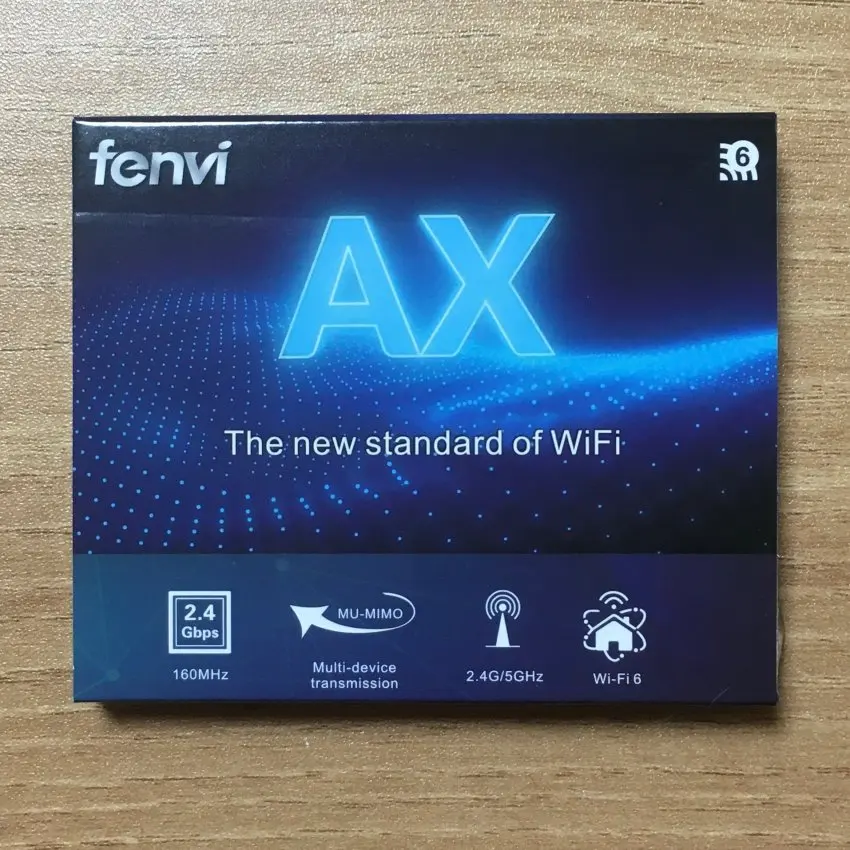 fenvi
6
AX
The new standard of WiFi
2.4
Gbps
160MHz
MU-MIMO
Multi-device
transmission
2.4G/5GHz
Wi-Fi 6